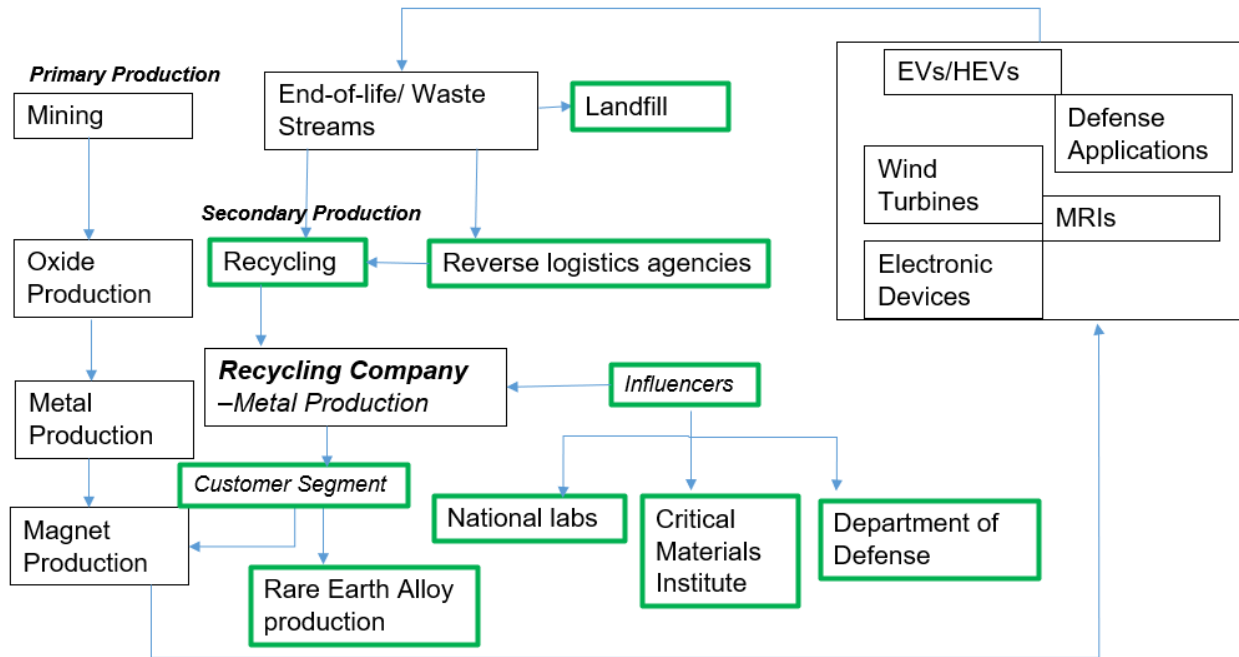 Primary Production
Mining
Oxide
Production
Metal
Production
Magnet
Production
End-of-life/ Waste
Streams
Landfill
Secondary Production
Recycling
Reverse logistics agencies
Recycling Company
–Metal Production
Influencers
Customer Segment
Rare Earth Alloy
production
National labs
Critical
Materials
Institute
Department of
Defense
EVs/HEVs
Defense
Applications
Wind
Turbines
MRIs
Electronic
Devices